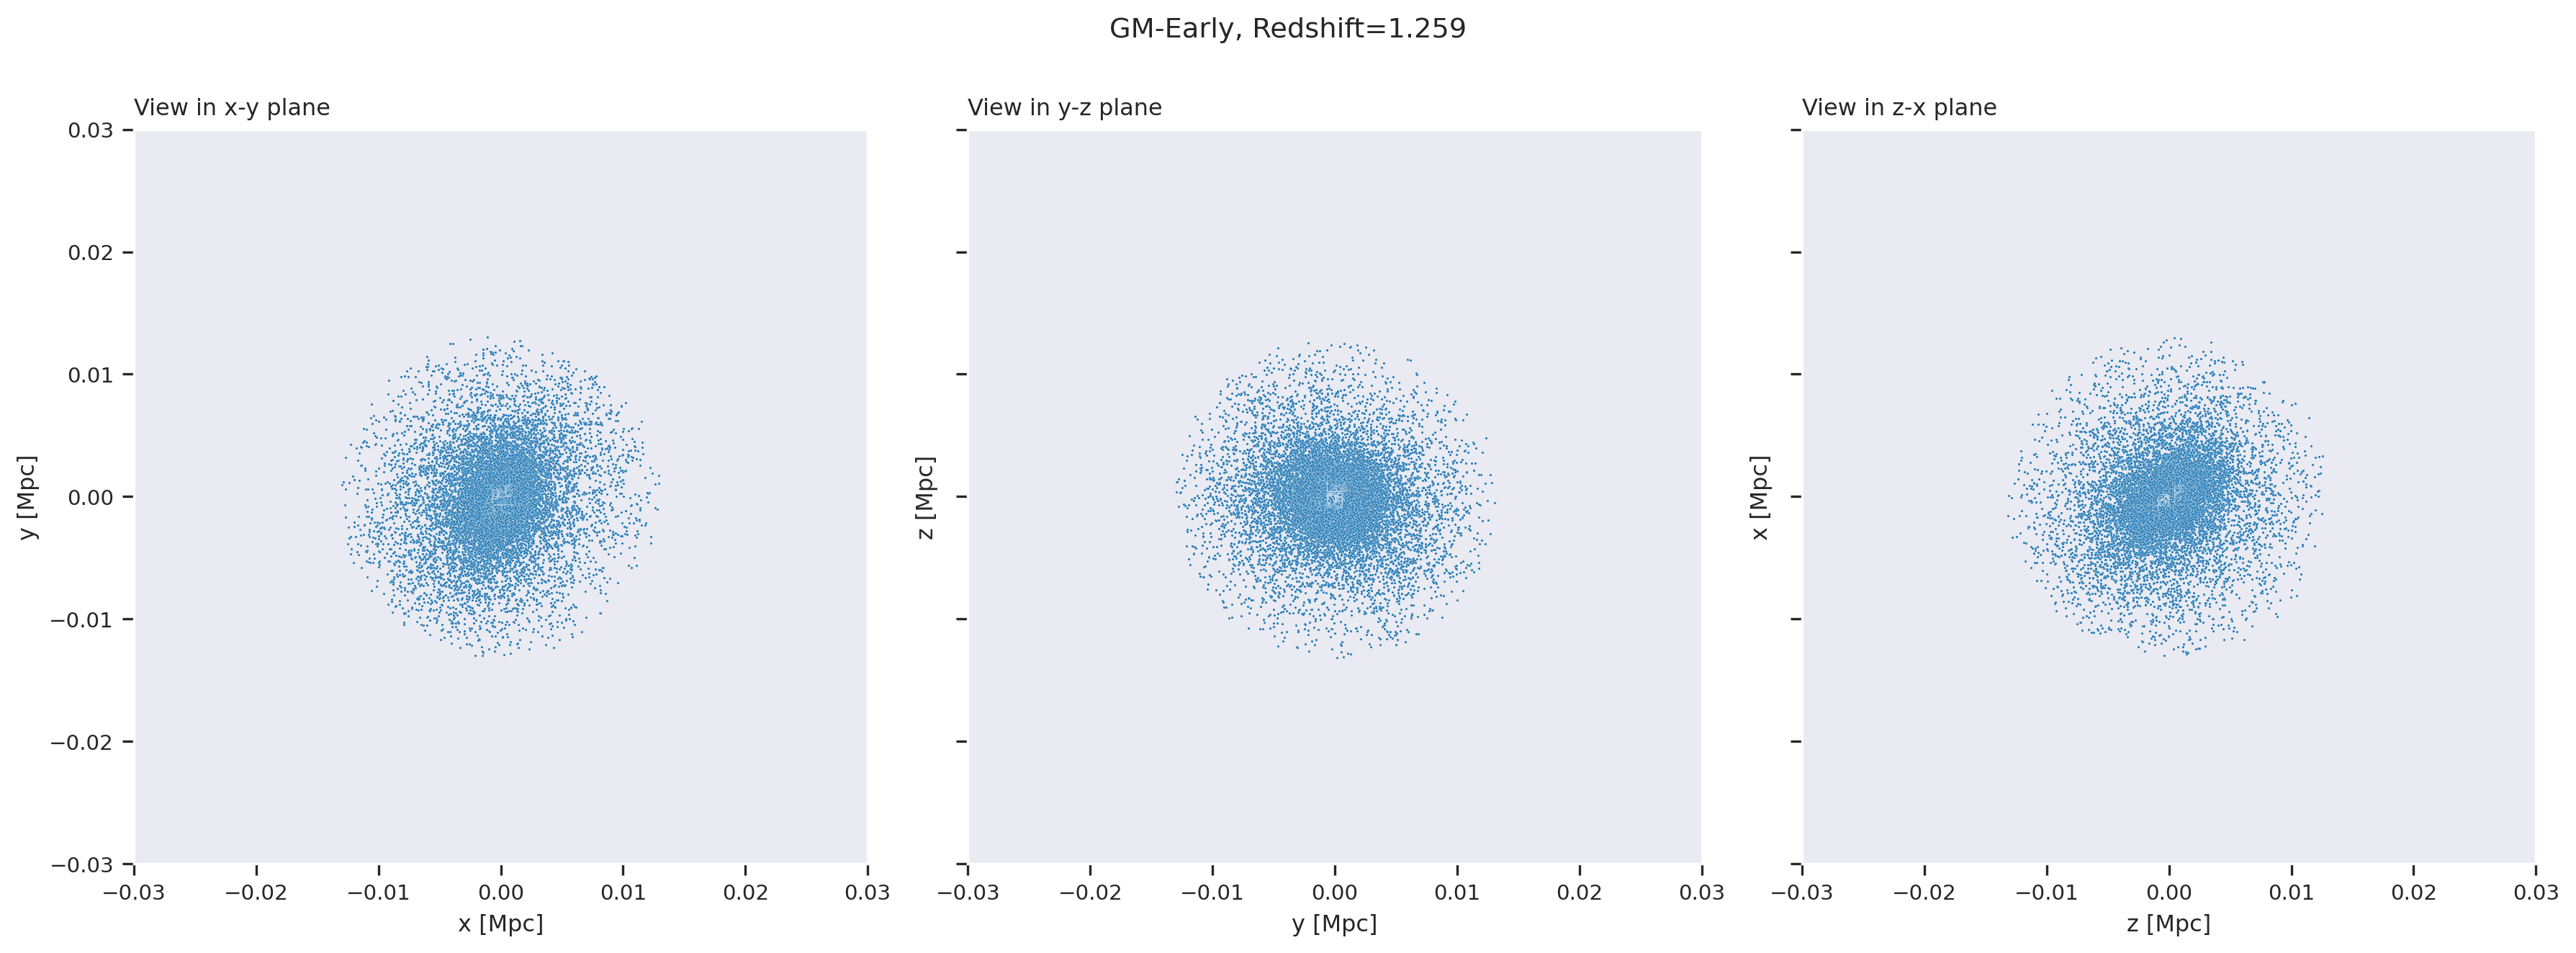 GM-Early, Redshift=1.259
View in x-y plane
View in y-z plane
View in z-x plane
0.03
0.02
0.01
0.00
−0.01
−0.02
−0.03
y [Mpc]
z [Mpc]
x [Mpc]
−0.03 −0.02 −0.01 0.00 0.01 0.02 0.03
−0.03 −0.02 −0.01 0.00 0.01 0.02 0.03
−0.03 −0.02 −0.01 0.00 0.01 0.02 0.03
x [Mpc]
y [Mpc]
z [Mpc]